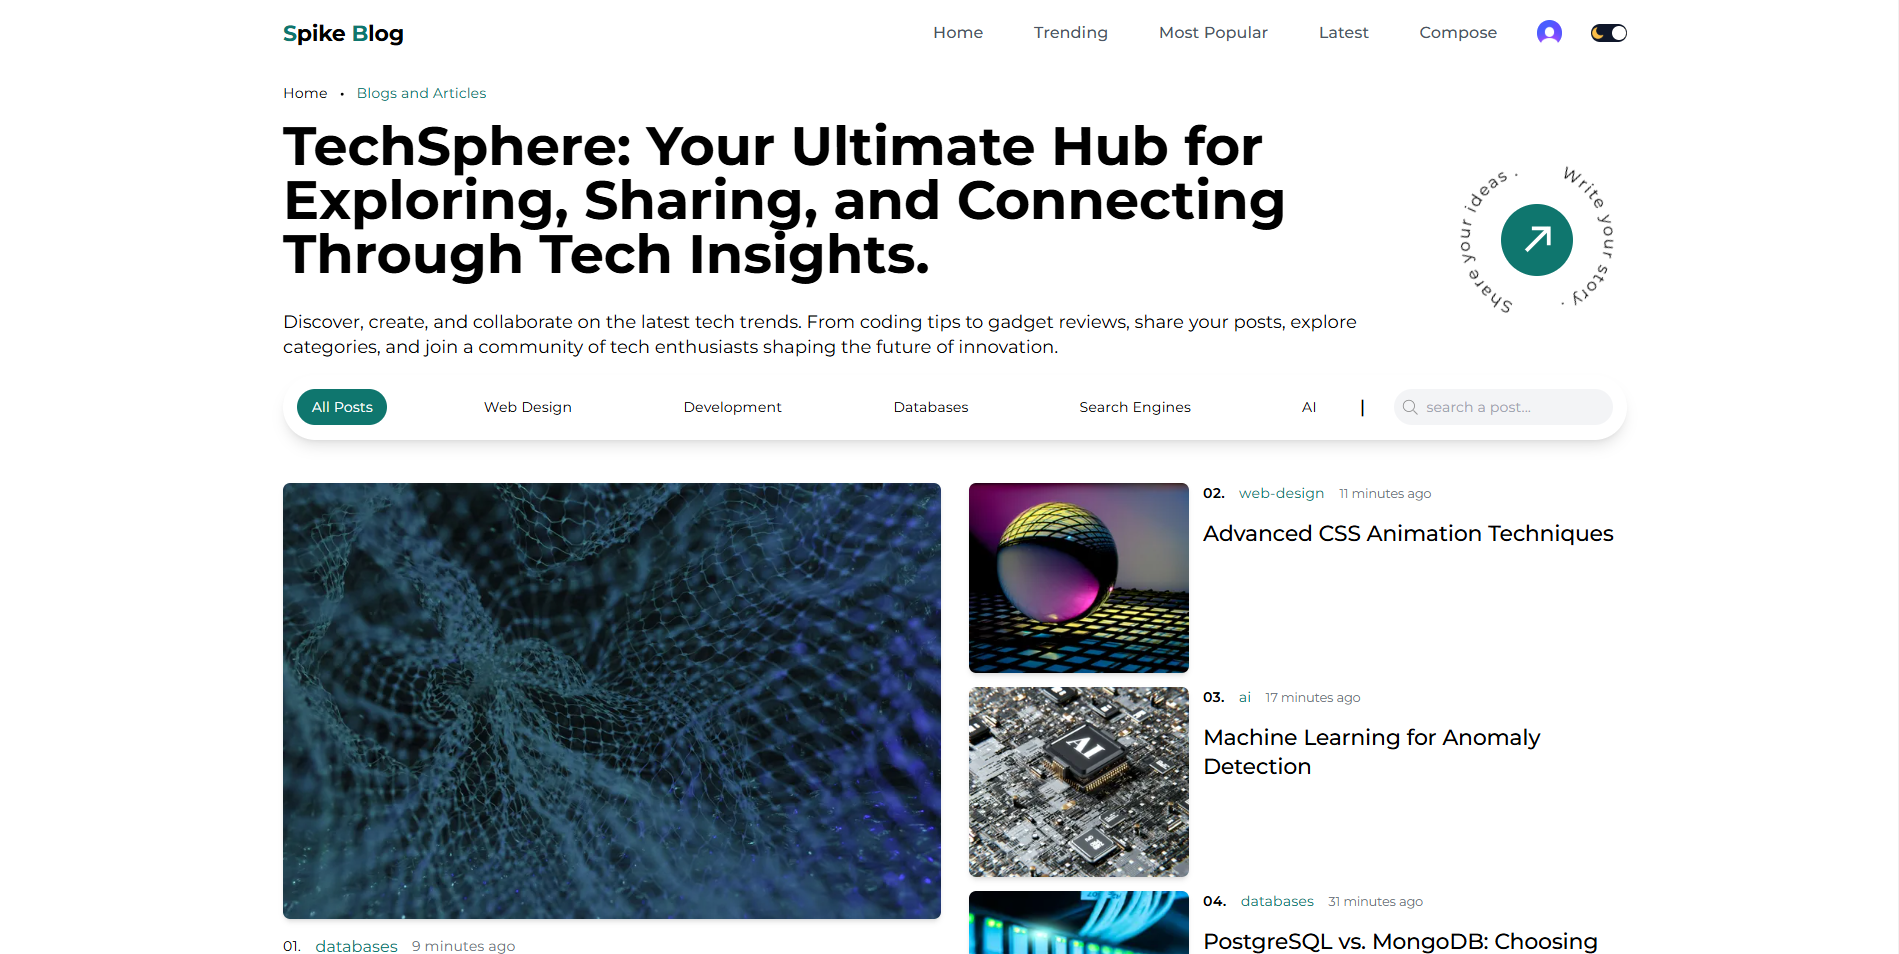 Spike Blog
Home
Trending
Most Popular
Latest
Compose
Home • Blogs and Articles
TechSphere: Your Ultimate Hub for
Exploring, Sharing, and Connecting
Through Tech Insights.
Write your story .
Share your ideas .
Discover, create, and collaborate on the latest tech trends. From coding tips to gadget reviews, share your posts, explore
categories, and join a community of tech enthusiasts shaping the future of innovation.
All Posts
Web Design
Development
Databases
Search Engines
AI
|
search a post...
01. databases 9 minutes ago
02. web-design 11 minutes ago
Advanced CSS Animation Techniques
AI
03. ai 17 minutes ago
Machine Learning for Anomaly
Detection
04. databases 31 minutes ago
PostgreSQL vs. MongoDB: Choosing